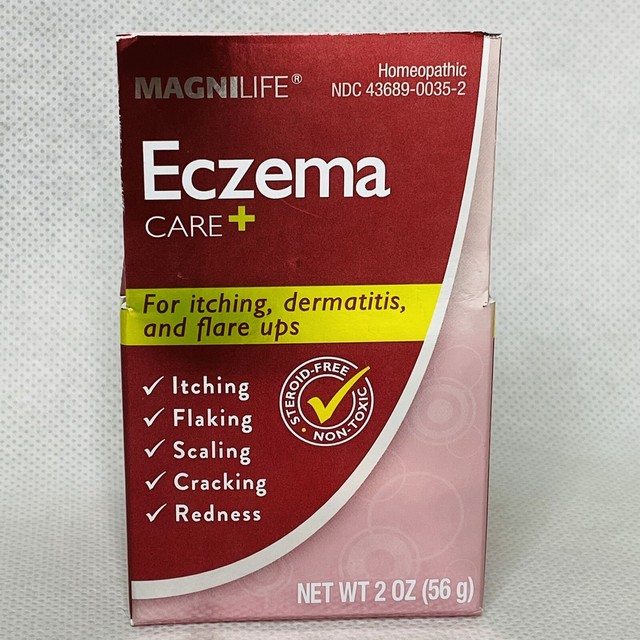 MAGNILIFE®
Homeopathic
NDC 43689-0035-2
Eczema
CARE+
For itching, dermatitis,
and flare ups
✓ Itching
✓ Flaking
✓ Scaling
✓ Cracking
✓ Redness
STEROID-FREE
• NON-TOXIC
NET WT 2 OZ (56 g)